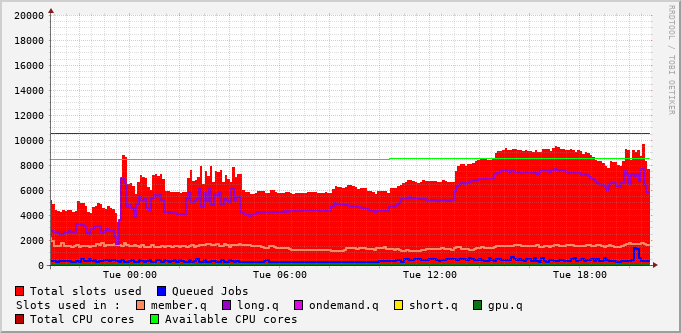 20000
18000
16000
14000
12000
10000
8000
6000
4000
2000
0
Tue 00:00 Tue 06:00 Tue 12:00 Tue 18:00
RRDTOOL / TOBI OETIKER
Total slots used Queued Jobs
Slots used in : member.q long.q ondemand.q short.q gpu.q
Total CPU cores Available CPU cores